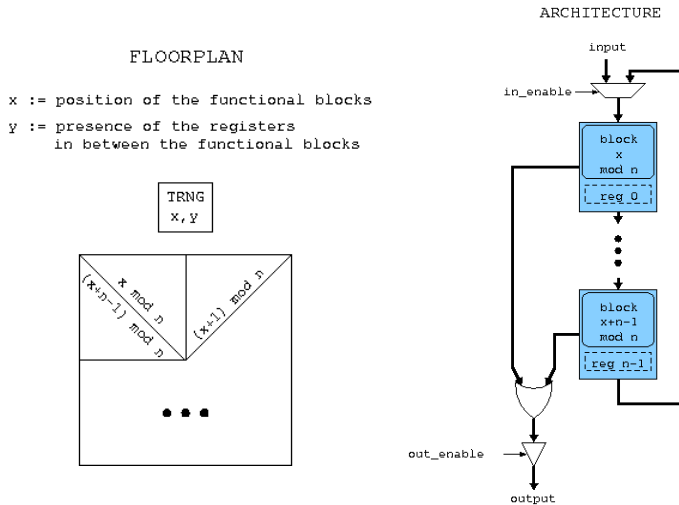 FLOORPLAN
x := position of the functional blocks
y := presence of the registers
in between the functional blocks
TRNG
x,y
x mod n
(x+n-1) mod n
(x+1) mod n
ARCHITECTURE
input
in_enable
block
x
mod n
reg 0
block
x+n-1
mod n
reg n-1
out_enable
output